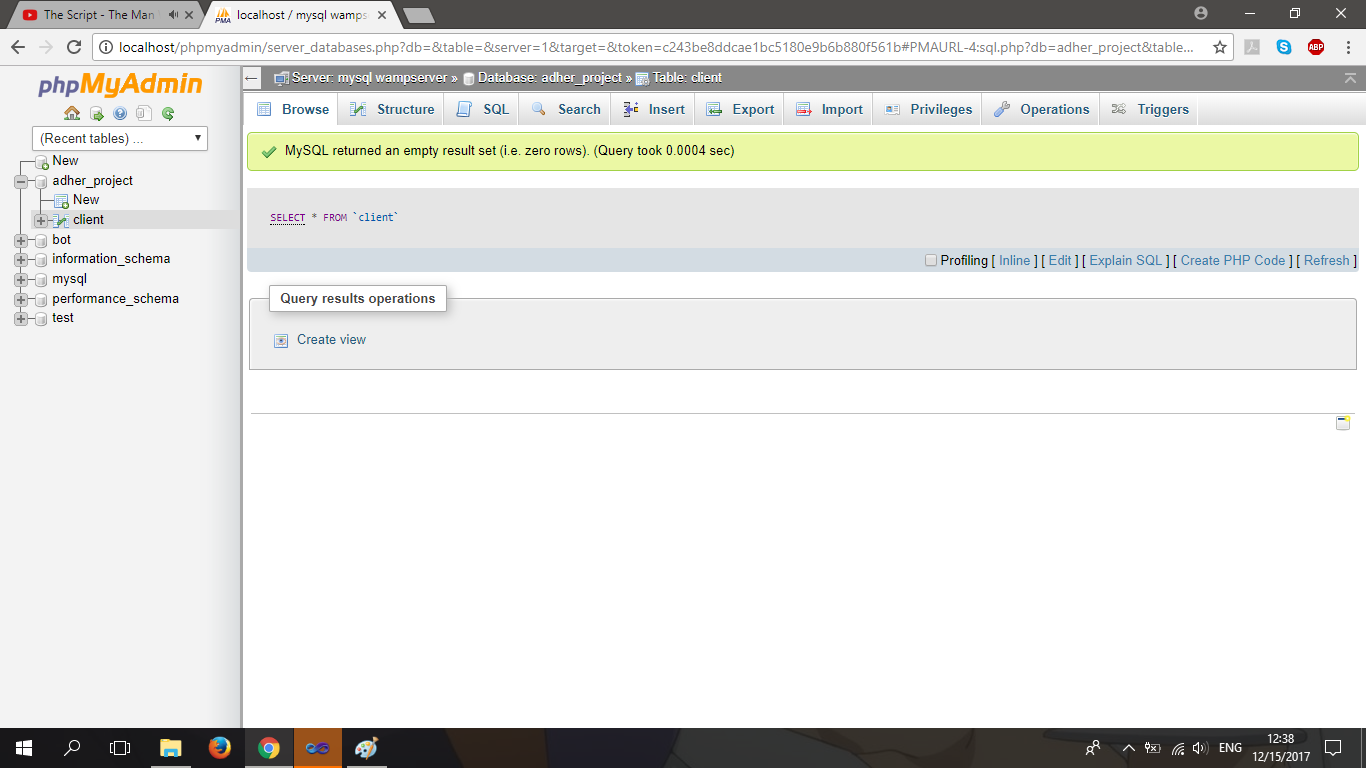 The Script - The Man
localhost / mysql wamps
localhost/phpmyadmin/server_databases.php?db=&table=&server=1&target=&token=c243be8ddcae1bc5180e9b6b880f561b#PMAURL-4:sql.php?db=adher_project&table...
ABP
phpMyAdmin
(Recent tables) ...
New
adher_project
New
client
bot
information_schema
mysql
performance_schema
test
Server: mysql wampserver » Database: adher_project » Table: client
Browse Structure SQL Search Insert Export Import Privileges Operations Triggers
MySQL returned an empty result set (i.e. zero rows). (Query took 0.0004 sec)
SELECT * FROM `client`
Profiling [ Inline ] [ Edit ] [ Explain SQL ] [ Create PHP Code ] [ Refresh ]
Query results operations
Create view
ENG
12:38
12/15/2017